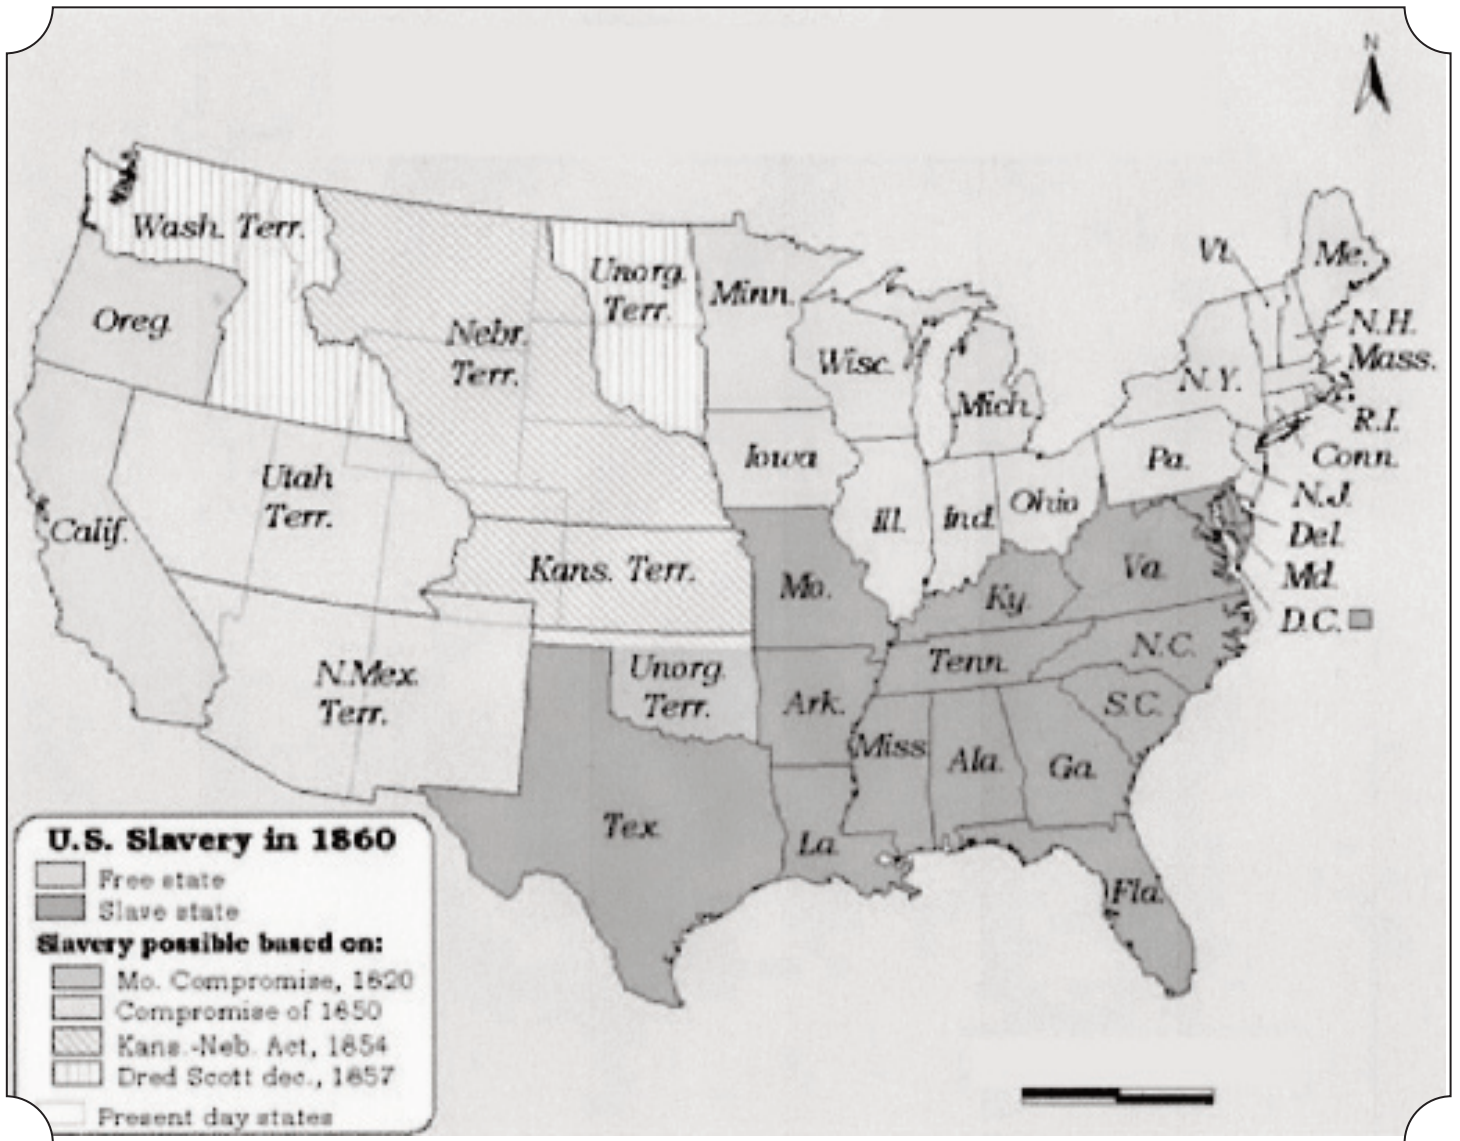 N
Wash. Terr.
Oreg.
Nebr.
Terr.
Unorg.
Terr.
Minn.
Wisc.
Mich.
Vt.
Me.
N.H.
Mass.
N.Y.
R.I.
Conn.
Pa.
N.J.
Del.
Md.
D.C.
Calif.
Utah
Terr.
Iowa
Ill.
Ind.
Ohio
Kans. Terr.
Mo.
Ky.
Va.
N.Mex.
Terr.
Unorg.
Terr.
Ark.
Tenn.
N.C.
S.C.
Tex.
La.
Miss.
Ala.
Ga.
Fla.
U.S. Slavery in 1860
Free state
Slave state
Slavery possible based on:
Mo. Compromise, 1820
Compromise of 1850
Kans.-Neb. Act, 1854
Dred Scott dec., 1857
Present day states